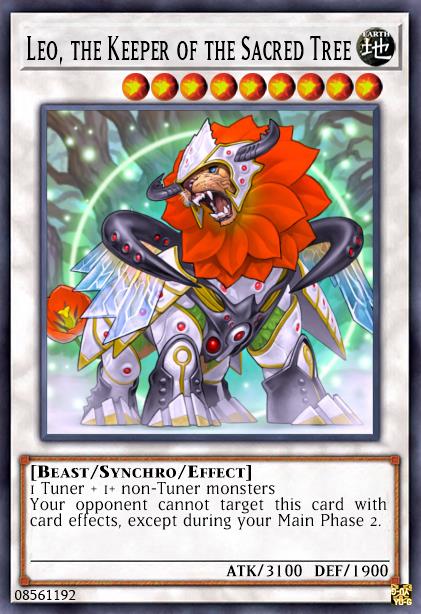 Leo, the Keeper of the Sacred Tree
EARTH
地
[Beast/Synchro/Effect]
1 Tuner + 1+ non-Tuner monsters
Your opponent cannot target this card with
card effects, except during your Main Phase 2.
ATK/3100 DEF/1900
08561192